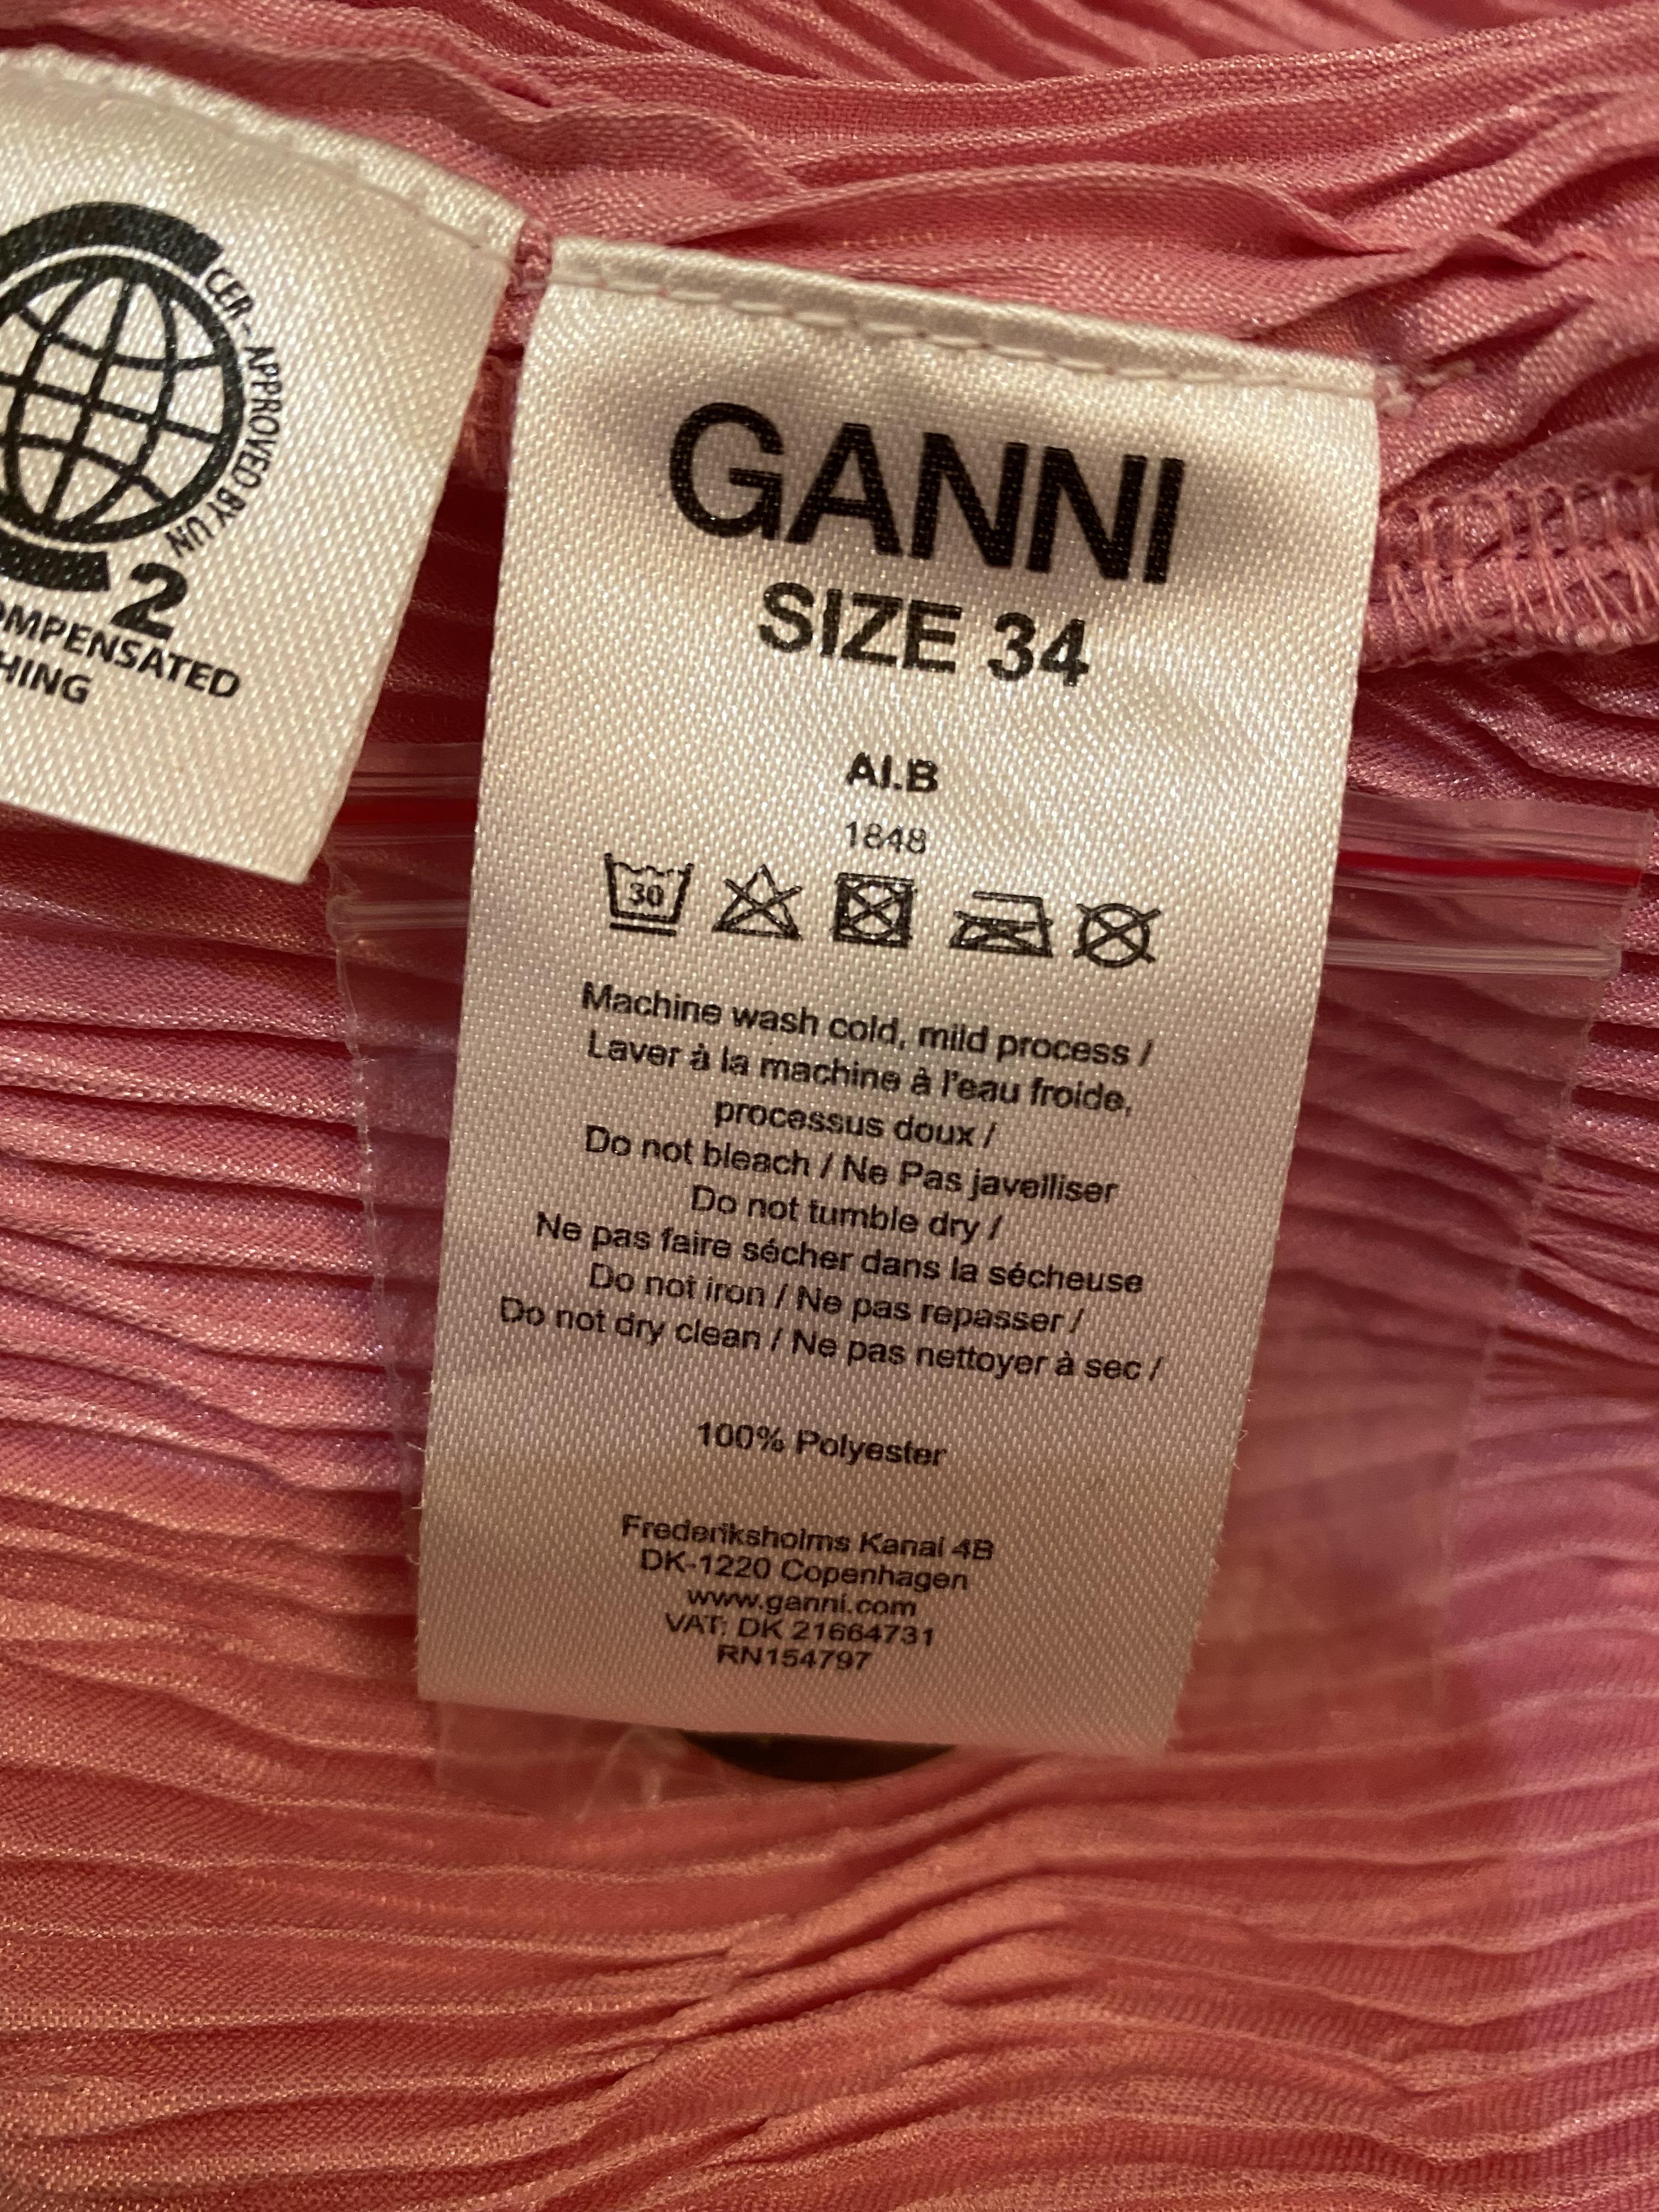 CER - APPROVED BY UN
2
OMPENSATED
HING
GANNI
SIZE 34
AI.B
1848
30
Machine wash cold, mild process /
Laver à la machine à l'eau froide,
processus doux /
Do not bleach / Ne Pas javelliser
Do not tumble dry /
Ne pas faire sécher dans la sécheuse
Do not iron / Ne pas repasser /
Do not dry clean / Ne pas nettoyer à sec /
100% Polyester
Frederiksholms Kanal 4B
DK-1220 Copenhagen
www.ganni.com
VAT: DK 21664731
RN154797